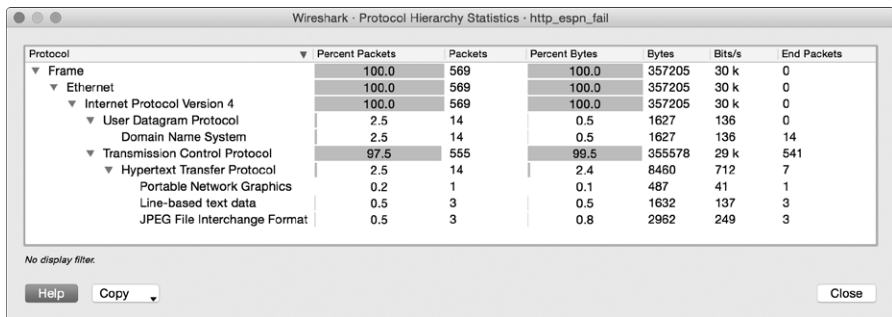 Wireshark · Protocol Hierarchy Statistics · http_espn_fail
Protocol Percent Packets Packets Percent Bytes Bytes Bits/s End Packets
Frame 100.0 569 100.0 357205 30 k 0
Ethernet 100.0 569 100.0 357205 30 k 0
Internet Protocol Version 4 100.0 569 100.0 357205 30 k 0
User Datagram Protocol 2.5 14 0.5 1627 136 0
Domain Name System 2.5 14 0.5 1627 136 14
Transmission Control Protocol 97.5 555 99.5 355578 29 k 541
Hypertext Transfer Protocol 2.5 14 2.4 8460 712 7
Portable Network Graphics 0.2 1 0.1 487 41 1
Line-based text data 0.5 3 0.5 1632 137 3
JPEG File Interchange Format 0.5 3 0.8 2962 249 3
No display filter.
Help Copy Close